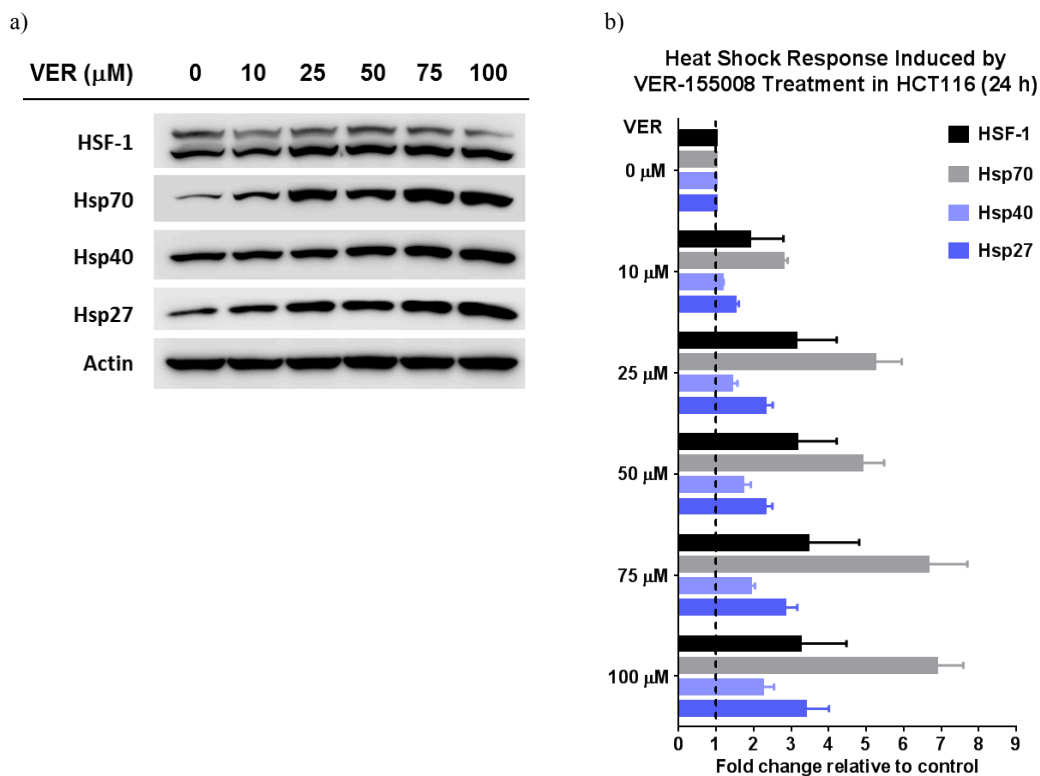 a)
VER (μM) 0 10 25 50 75 100
HSF-1
Hsp70
Hsp40
Hsp27
Actin
b)
Heat Shock Response Induced by
VER-155008 Treatment in HCT116 (24 h)
VER
0 μM
10 μM
25 μM
50 μM
75 μM
100 μM
HSF-1
Hsp70
Hsp40
Hsp27
0 1 2 3 4 5 6 7 8 9
Fold change relative to control